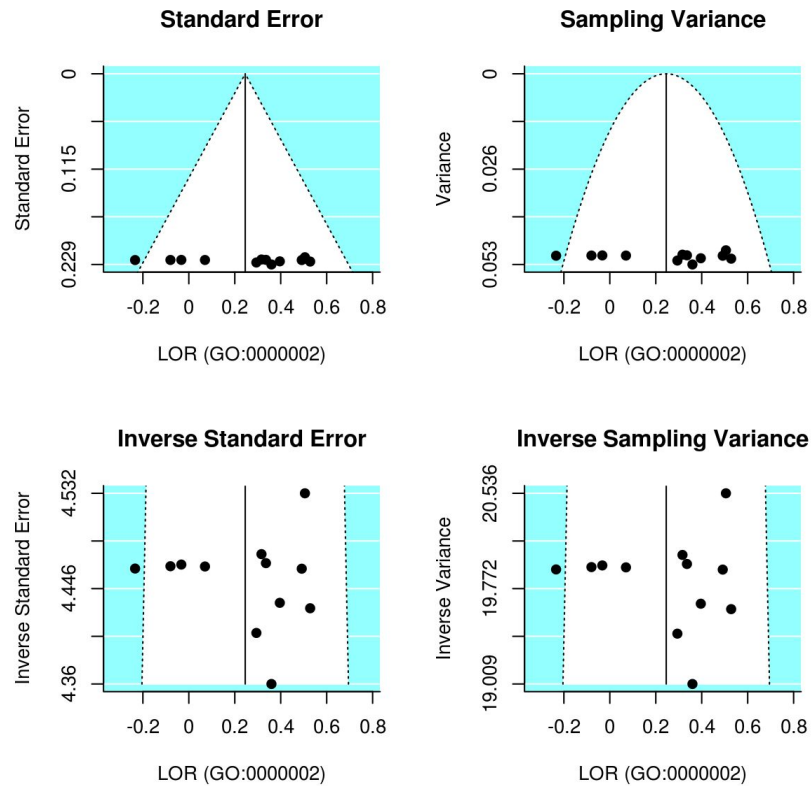 Standard Error
Standard Error
0
0.115
0.229
-0.2 0 0.2 0.4 0.6 0.8
LOR (GO:0000002)
Sampling Variance
Variance
0
0.026
0.053
-0.2 0 0.2 0.4 0.6 0.8
LOR (GO:0000002)
Inverse Standard Error
Inverse Standard Error
4.532
4.446
4.36
-0.2 0 0.2 0.4 0.6 0.8
LOR (GO:0000002)
Inverse Sampling Variance
Inverse Variance
20.536
19.772
19.009
-0.2 0 0.2 0.4 0.6 0.8
LOR (GO:0000002)